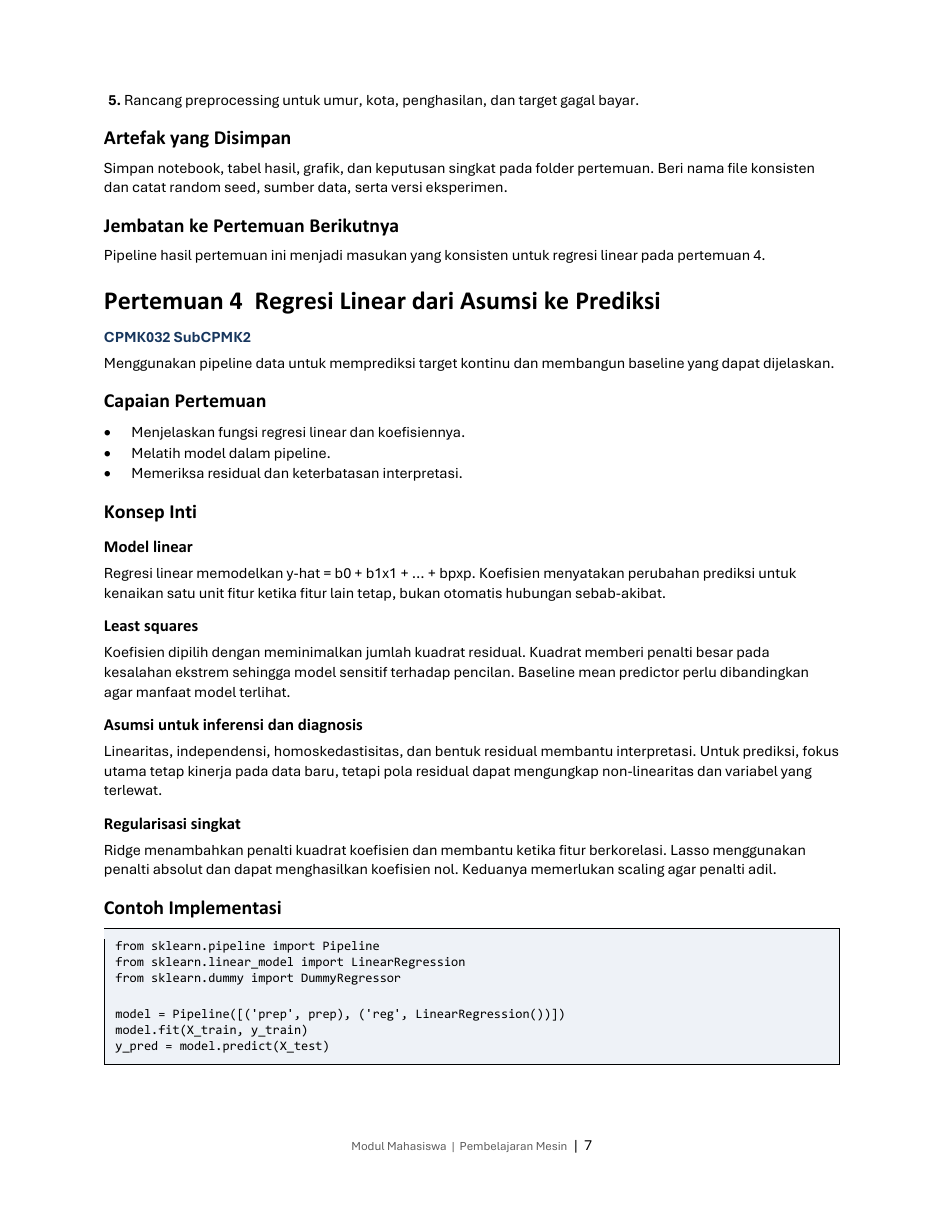 5. Rancang preprocessing untuk umur, kota, penghasilan, dan target gagal bayar.
Artefak yang Disimpan
Simpan notebook, tabel hasil, grafik, dan keputusan singkat pada folder pertemuan. Beri nama file konsisten
dan catat random seed, sumber data, serta versi eksperimen.
Jembatan ke Pertemuan Berikutnya
Pipeline hasil pertemuan ini menjadi masukan yang konsisten untuk regresi linear pada pertemuan 4.
Pertemuan 4  Regresi Linear dari Asumsi ke Prediksi
CPMK032 SubCPMK2
Menggunakan pipeline data untuk memprediksi target kontinu dan membangun baseline yang dapat dijelaskan.
Capaian Pertemuan
• Menjelaskan fungsi regresi linear dan koefisiennya.
• Melatih model dalam pipeline.
• Memeriksa residual dan keterbatasan interpretasi.
Konsep Inti
Model linear
Regresi linear memodelkan y-hat = b0 + b1x1 + ... + bpxp. Koefisien menyatakan perubahan prediksi untuk
kenaikan satu unit fitur ketika fitur lain tetap, bukan otomatis hubungan sebab-akibat.
Least squares
Koefisien dipilih dengan meminimalkan jumlah kuadrat residual. Kuadrat memberi penalti besar pada
kesalahan ekstrem sehingga model sensitif terhadap pencilan. Baseline mean predictor perlu dibandingkan
agar manfaat model terlihat.
Asumsi untuk inferensi dan diagnosis
Linearitas, independensi, homoskedastisitas, dan bentuk residual membantu interpretasi. Untuk prediksi, fokus
utama tetap kinerja pada data baru, tetapi pola residual dapat mengungkap non-linearitas dan variabel yang
terlewat.
Regularisasi singkat
Ridge menambahkan penalti kuadrat koefisien dan membantu ketika fitur berkorelasi. Lasso menggunakan
penalti absolut dan dapat menghasilkan koefisien nol. Keduanya memerlukan scaling agar penalti adil.
Contoh Implementasi
from sklearn.pipeline import Pipeline
from sklearn.linear_model import LinearRegression
from sklearn.dummy import DummyRegressor
model = Pipeline([('prep', prep), ('reg', LinearRegression())])
model.fit(X_train, y_train)
y_pred = model.predict(X_test)
Modul Mahasiswa | Pembelajaran Mesin | 7